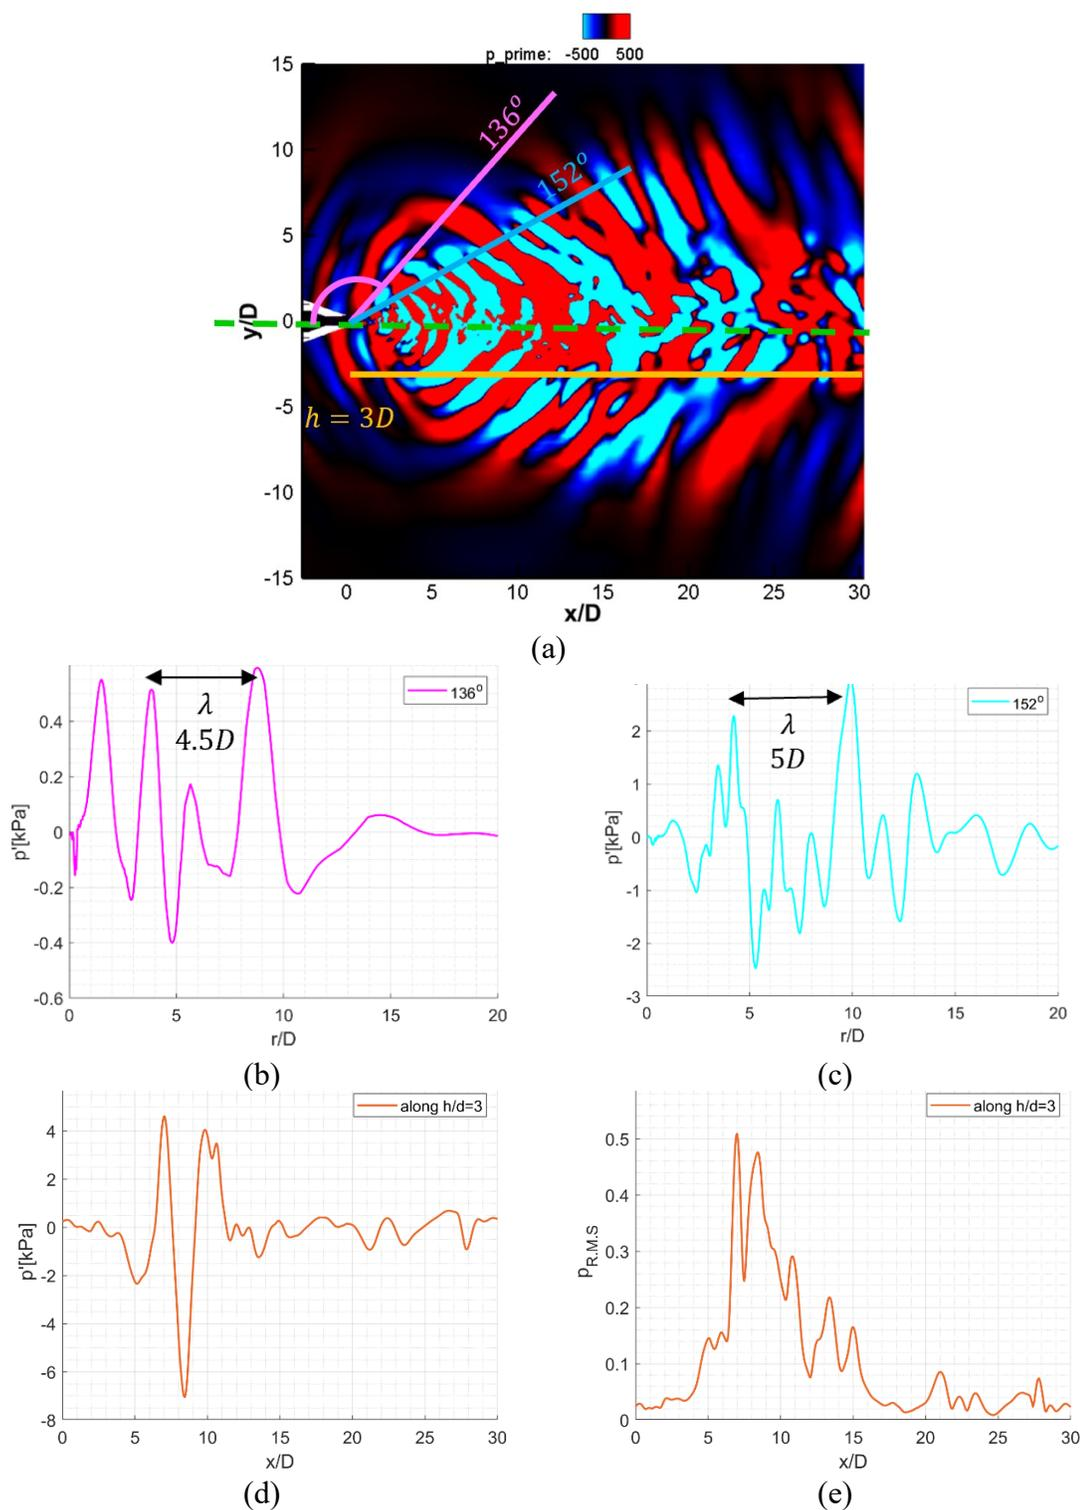 p_prime: -500 500
15
10
5
0
-5
-10
-15
y/D
136°
152°
h = 3D
0 5 10 15 20 25 30
x/D
(a)
136°
λ
4.5D
0.4
0.2
0
-0.2
-0.4
-0.6
p'[kPa]
0 5 10 15 20
r/D
(b)
152°
λ
5D
2
1
0
-1
-2
-3
p'[kPa]
0 5 10 15 20
r/D
(c)
along h/d=3
4
2
0
-2
-4
-6
-8
p'[kPa]
0 5 10 15 20 25 30
x/D
(d)
along h/d=3
0.5
0.4
0.3
0.2
0.1
0
pR.M.S
0 5 10 15 20 25 30
x/D
(e)